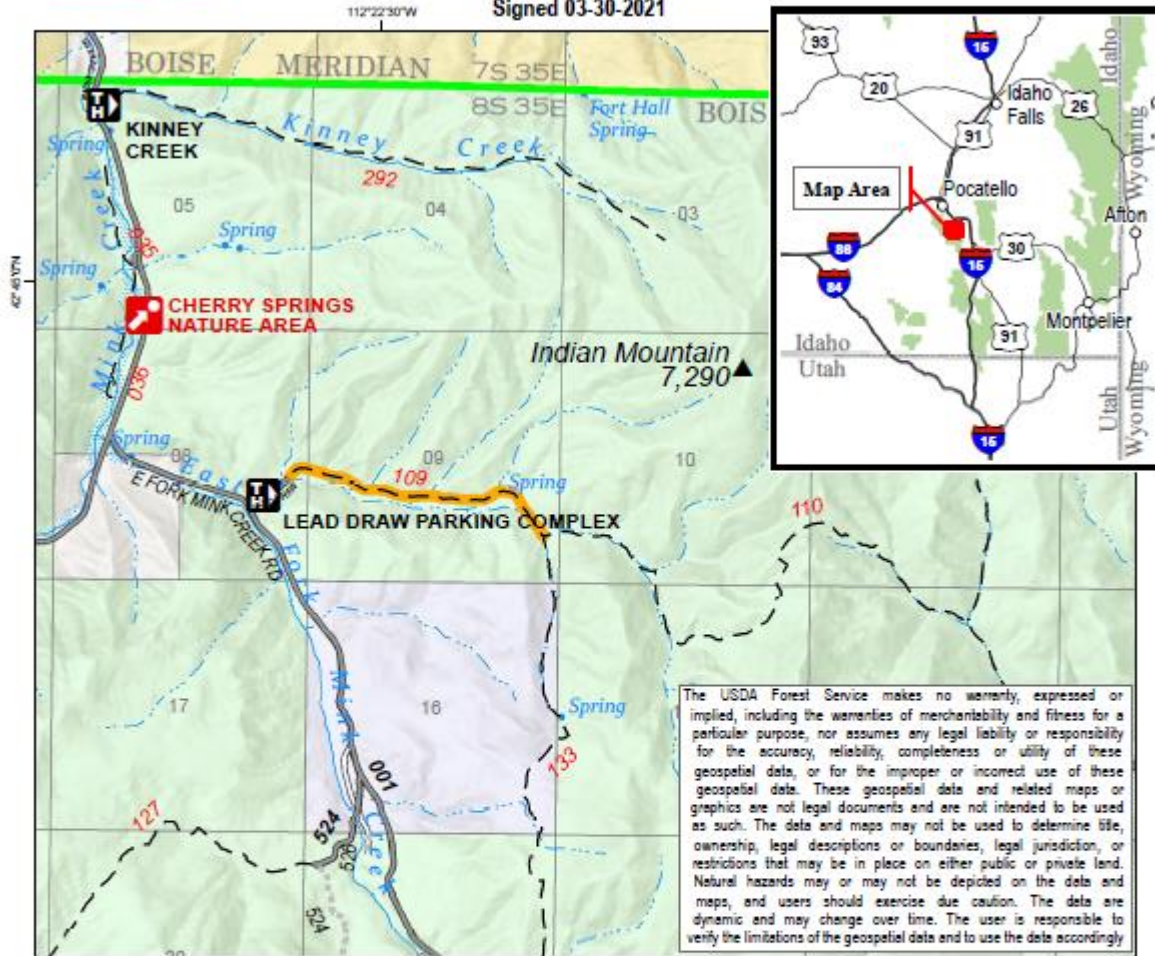 112°22'30"W
Signed 03-30-2021
BOISE MERIDIAN 7S 35E
8S 35E
BOIS
Fort Hall
Spring
KINNEY
CREEK
Kinney Creek
292
Spring
Mink Creek
05
04
03
Spring
Spring
42°45'0"N
CHERRY SPRINGS
NATURE AREA
Mink
036
Indian Mountain
7,290
Spring
08
09
10
East Fork Mink Creek
E FORK MINK CREEK RD
109
Spring
LEAD DRAW PARKING COMPLEX
110
17
16
Spring
133
001
524
127
524
93
15
Idaho
Falls
20
26
91
Idaho
Wyoming
Map Area
Pocatello
Afton
86
30
15
84
Montpelier
91
Idaho
Utah
Utah
Wyoming
15
The USDA Forest Service makes no warranty, expressed or
implied, including the warranties of merchantability and fitness for a
particular purpose, nor assumes any legal liability or responsibility
for the accuracy, reliability, completeness or utility of these
geospatial data, or for the improper or incorrect use of these
geospatial data. These geospatial data and related maps or
graphics are not legal documents and are not intended to be used
as such. The data and maps may not be used to determine title,
ownership, legal descriptions or boundaries, legal jurisdiction, or
restrictions that may be in place on either public or private land.
Natural hazards may or may not be depicted on the data and
maps, and users should exercise due caution. The data are
dynamic and may change over time. The user is responsible to
verify the limitations of the geospatial data and to use the data accordingly